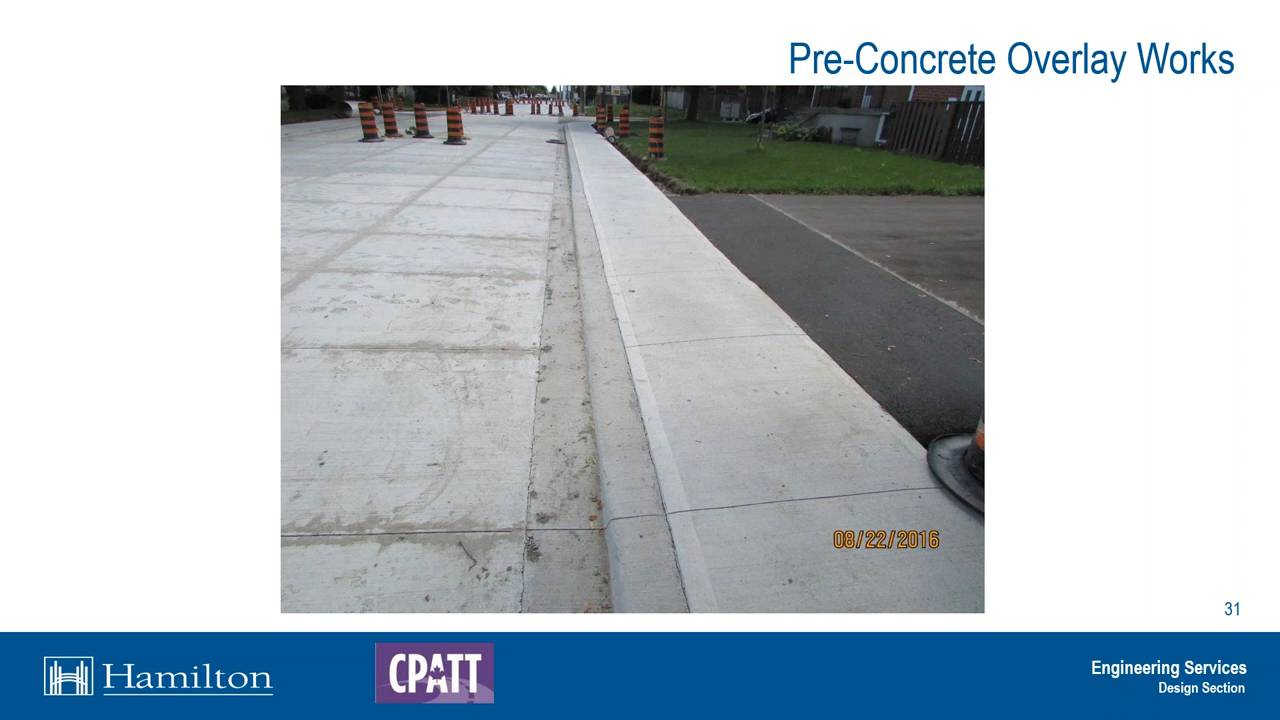 Pre-Concrete Overlay Works
08/22/2016
31
Hamilton
CPATT
Engineering Services
Design Section